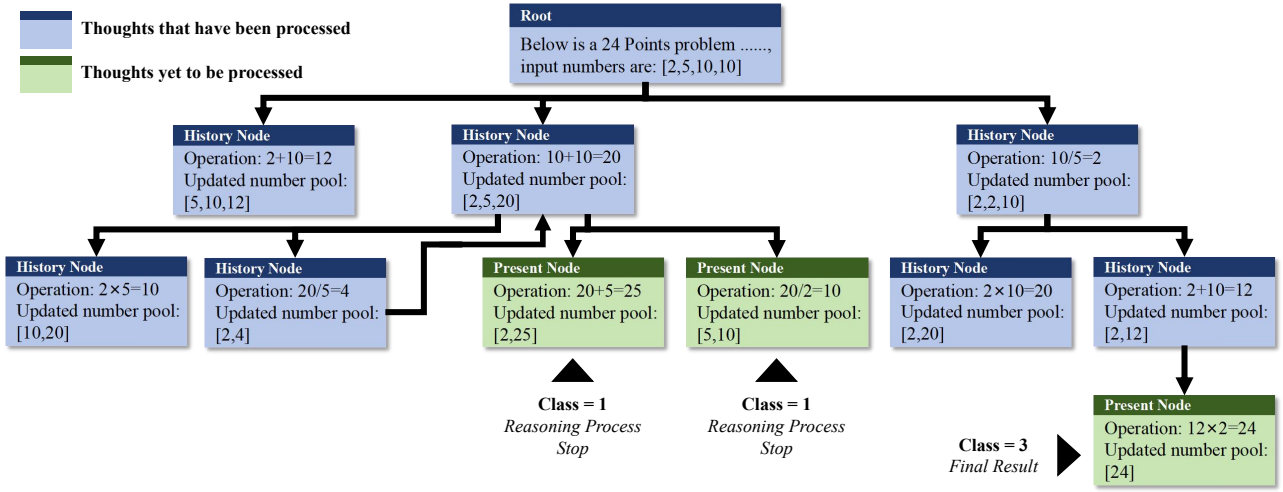 Thoughts that have been processed
Thoughts yet to be processed
Root
Below is a 24 Points problem ......,
input numbers are: [2,5,10,10]
History Node
Operation: 2+10=12
Updated number pool:
[5,10,12]
History Node
Operation: 10+10=20
Updated number pool:
[2,5,20]
History Node
Operation: 10/5=2
Updated number pool:
[2,2,10]
History Node
Operation: 2×5=10
Updated number pool:
[10,20]
History Node
Operation: 20/5=4
Updated number pool:
[2,4]
Present Node
Operation: 20+5=25
Updated number pool:
[2,25]
Present Node
Operation: 20/2=10
Updated number pool:
[5,10]
History Node
Operation: 2×10=20
Updated number pool:
[2,20]
History Node
Operation: 2+10=12
Updated number pool:
[2,12]
Class = 1
Reasoning Process
Stop
Class = 1
Reasoning Process
Stop
Class = 3
Final Result
Present Node
Operation: 12×2=24
Updated number pool:
[24]